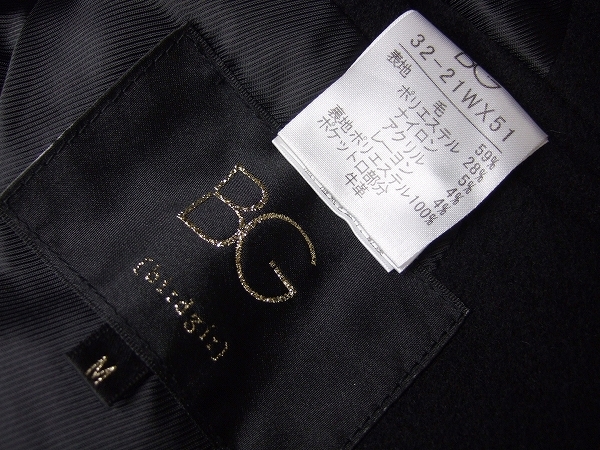 BG
32-21WX51
表地 毛 59%
ポリエステル 28%
ナイロン 5%
アクリル 4%
レーヨン 4%
裏地ポリエステル100%
ポケット口部分
牛革
BG
(birdgirl)
M